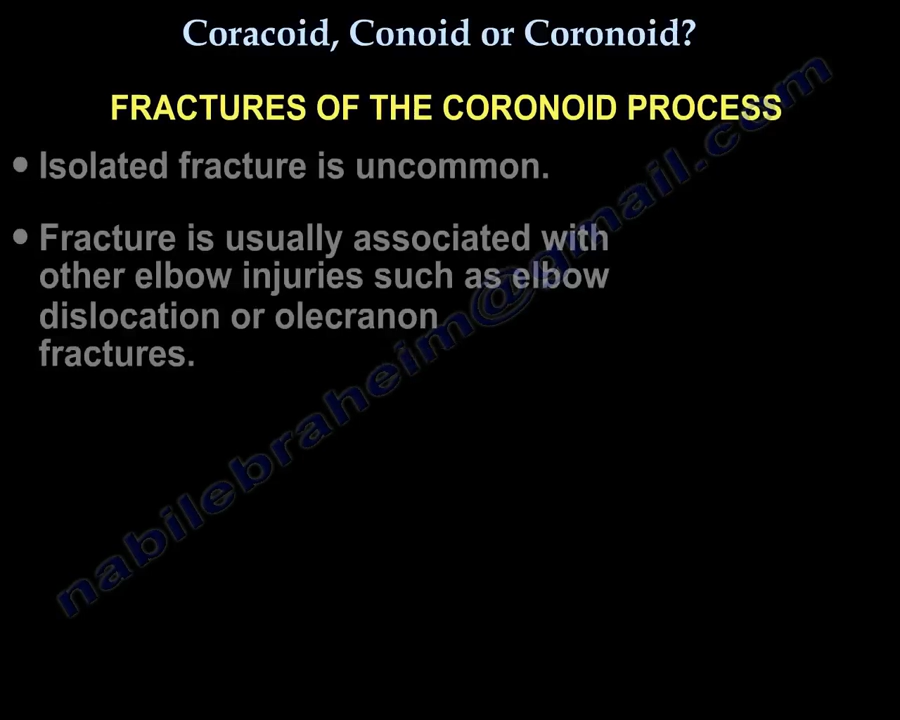 Coracoid, Conoid or Coronoid?
FRACTURES OF THE CORONOID PROCESS
• Isolated fracture is uncommon.
• Fracture is usually associated with
other elbow injuries such as elbow
dislocation or olecranon
fractures.
nabilebraheim@gmail.com